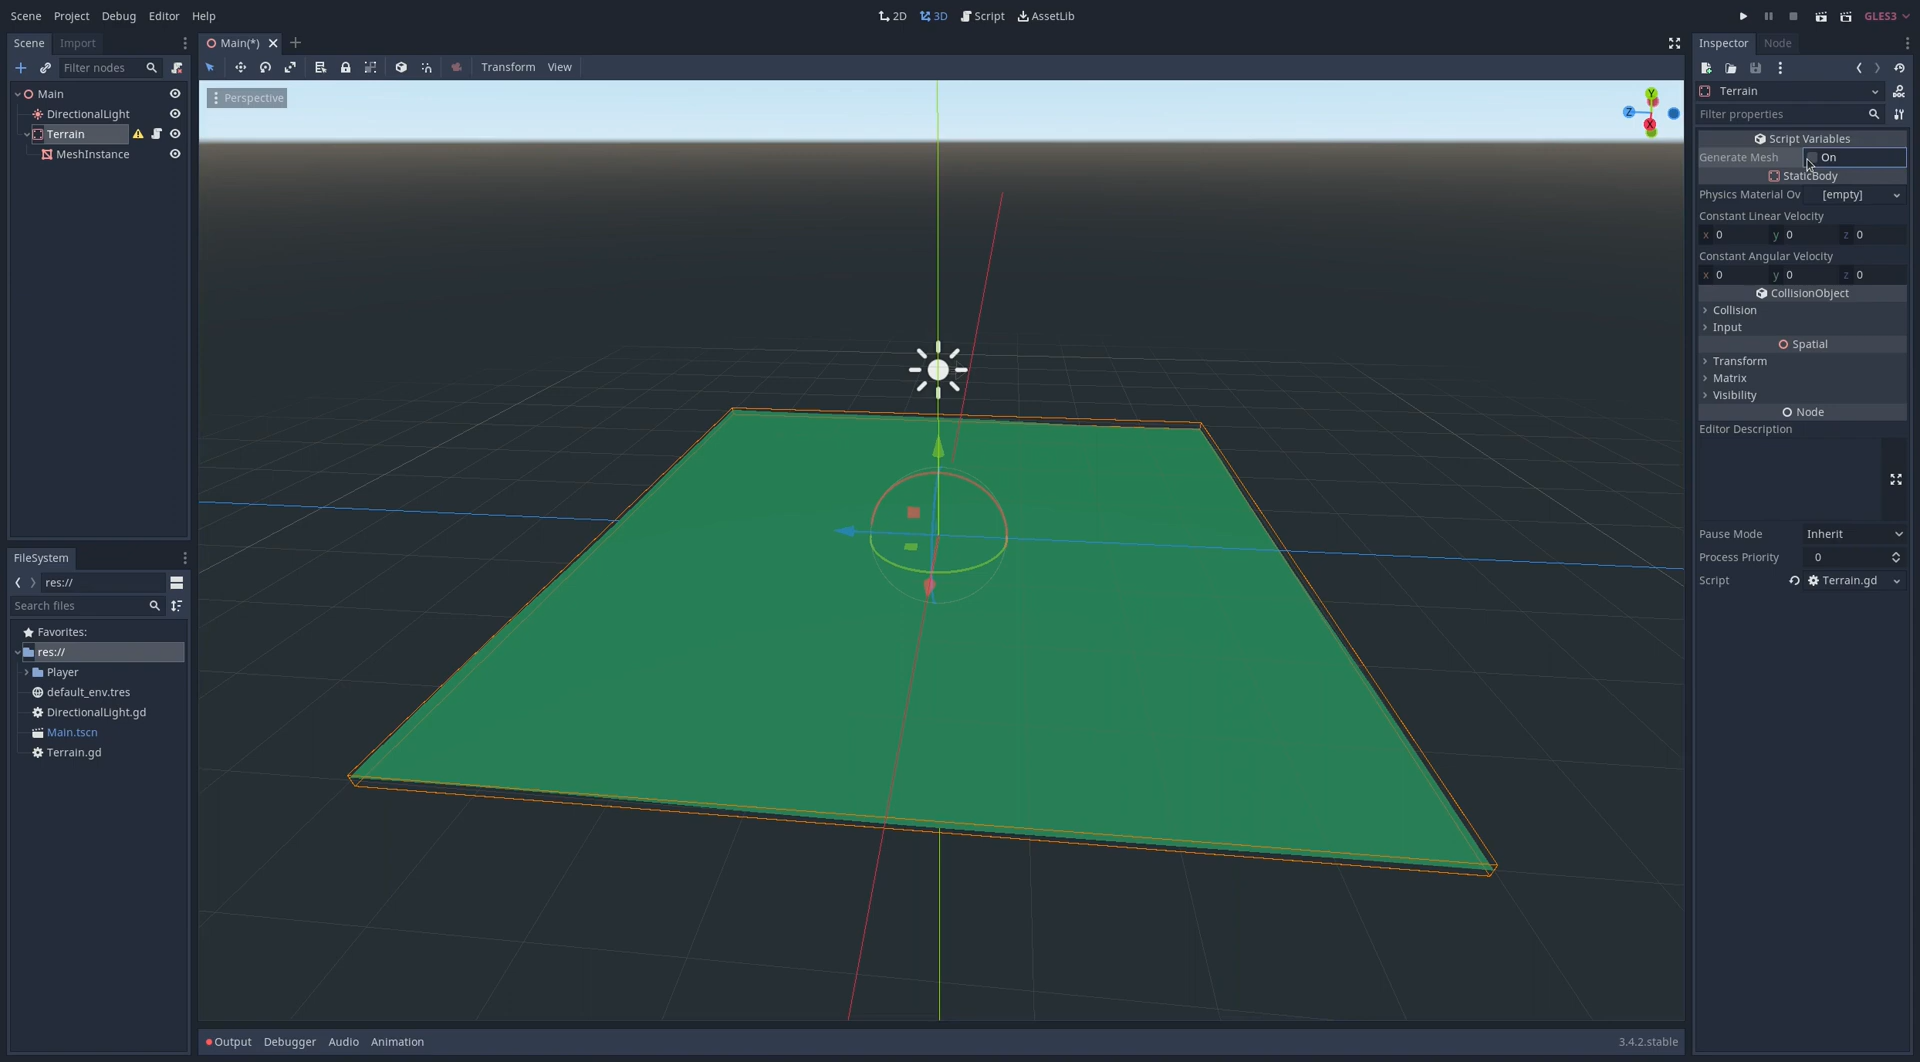 Scene Project Debug Editor Help
2D 3D Script AssetLib
GLES3
Scene Import
Filter nodes
Main
DirectionalLight
Terrain
MeshInstance
FileSystem
res://
Search files
Favorites:
res://
Player
default_env.tres
DirectionalLight.gd
Main.tscn
Terrain.gd
Main(*)
Transform View
Perspective
Y
Z
X
Output Debugger Audio Animation
3.4.2.stable
Inspector Node
Terrain
Filter properties
Script Variables
Generate Mesh On
StaticBody
Physics Material Ov [empty]
Constant Linear Velocity
x 0 y 0 z 0
Constant Angular Velocity
x 0 y 0 z 0
CollisionObject
Collision
Input
Spatial
Transform
Matrix
Visibility
Node
Editor Description
Pause Mode Inherit
Process Priority 0
Script Terrain.gd